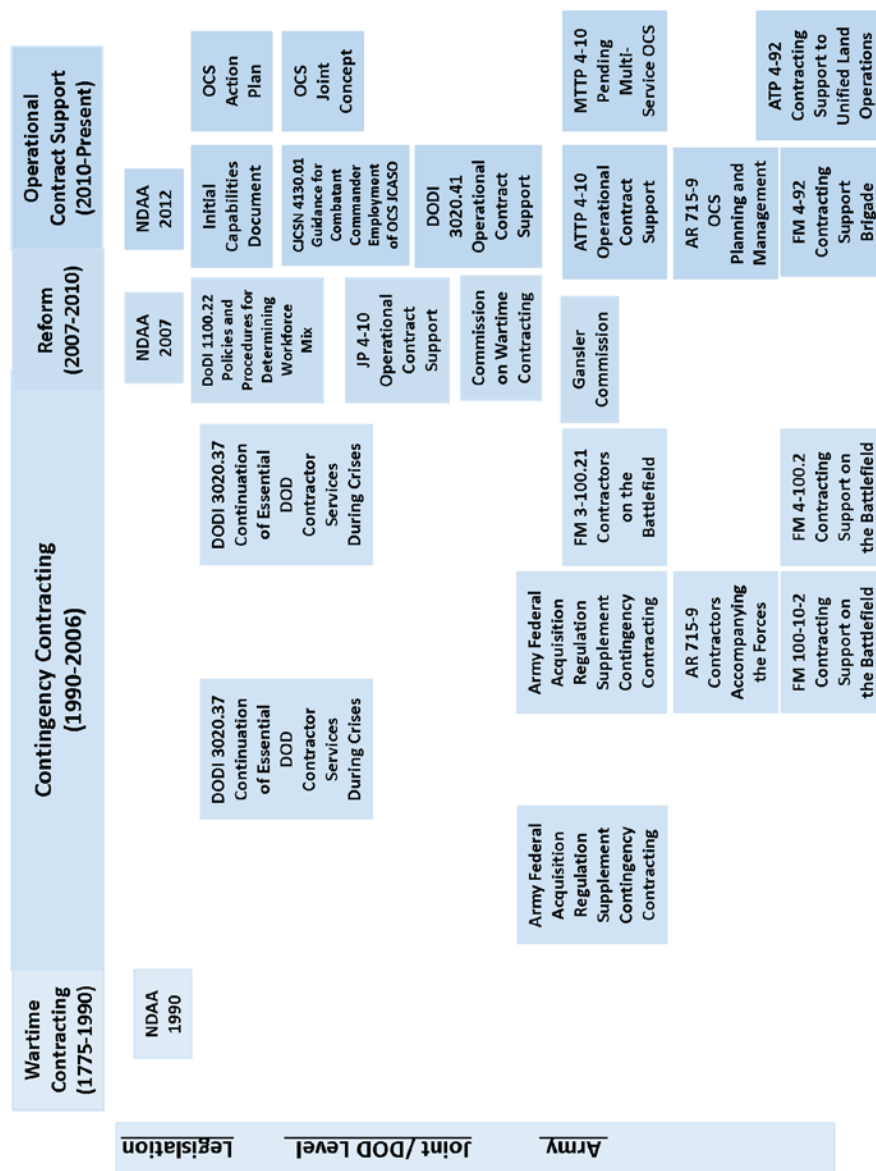 Wartime
Contracting
(1775-1990)
Contingency Contracting
(1990-2006)
Reform
(2007-2010)
Operational
Contract Support
(2010-Present)
Legislation
NDAA
1990
NDAA
2007
NDAA
2012
Joint /DOD Level
DODI 3020.37
Continuation
of Essential
DOD
Contractor
Services
During Crises
DODI 3020.37
Continuation
of Essential
DOD
Contractor
Services
During Crises
DoDI 1100.22
Policies and
Procedures for
Determining
Workforce
Mix
JP 4-10
Operational
Contract
Support
Commission
on Wartime
Contracting
Initial
Capabilities
Document
CJCSN 4130.01
Guidance for
Combatant
Commander
Employment
of OCS JCASO
DODI
3020.41
Operational
Contract
Support
OCS
Action
Plan
OCS
Joint
Concept
Army
Army Federal
Acquisition
Regulation
Supplement
Contingency
Contracting
Army Federal
Acquisition
Regulation
Supplement
Contingency
Contracting
AR 715-9
Contractors
Accompanying
the Forces
FM 100-10-2
Contracting
Support on
the Battlefield
FM 3-100.21
Contractors
on the
Battlefield
FM 4-100.2
Contracting
Support on
the Battlefield
Gansler
Commission
ATTP 4-10
Operational
Contract
Support
AR 715-9
OCS
Planning and
Management
FM 4-92
Contracting
Support
Brigade
MTTP 4-10
Pending
Multi-
Service OCS
ATP 4-92
Contracting
Support to
Unified Land
Operations